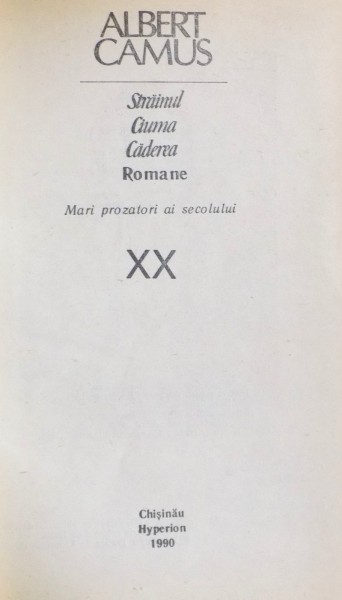 ALBERT
CAMUS
Străinul
Ciuma
Căderea
Romane
Mari prozatori ai secolului
XX
Chişinău
Hyperion
1990